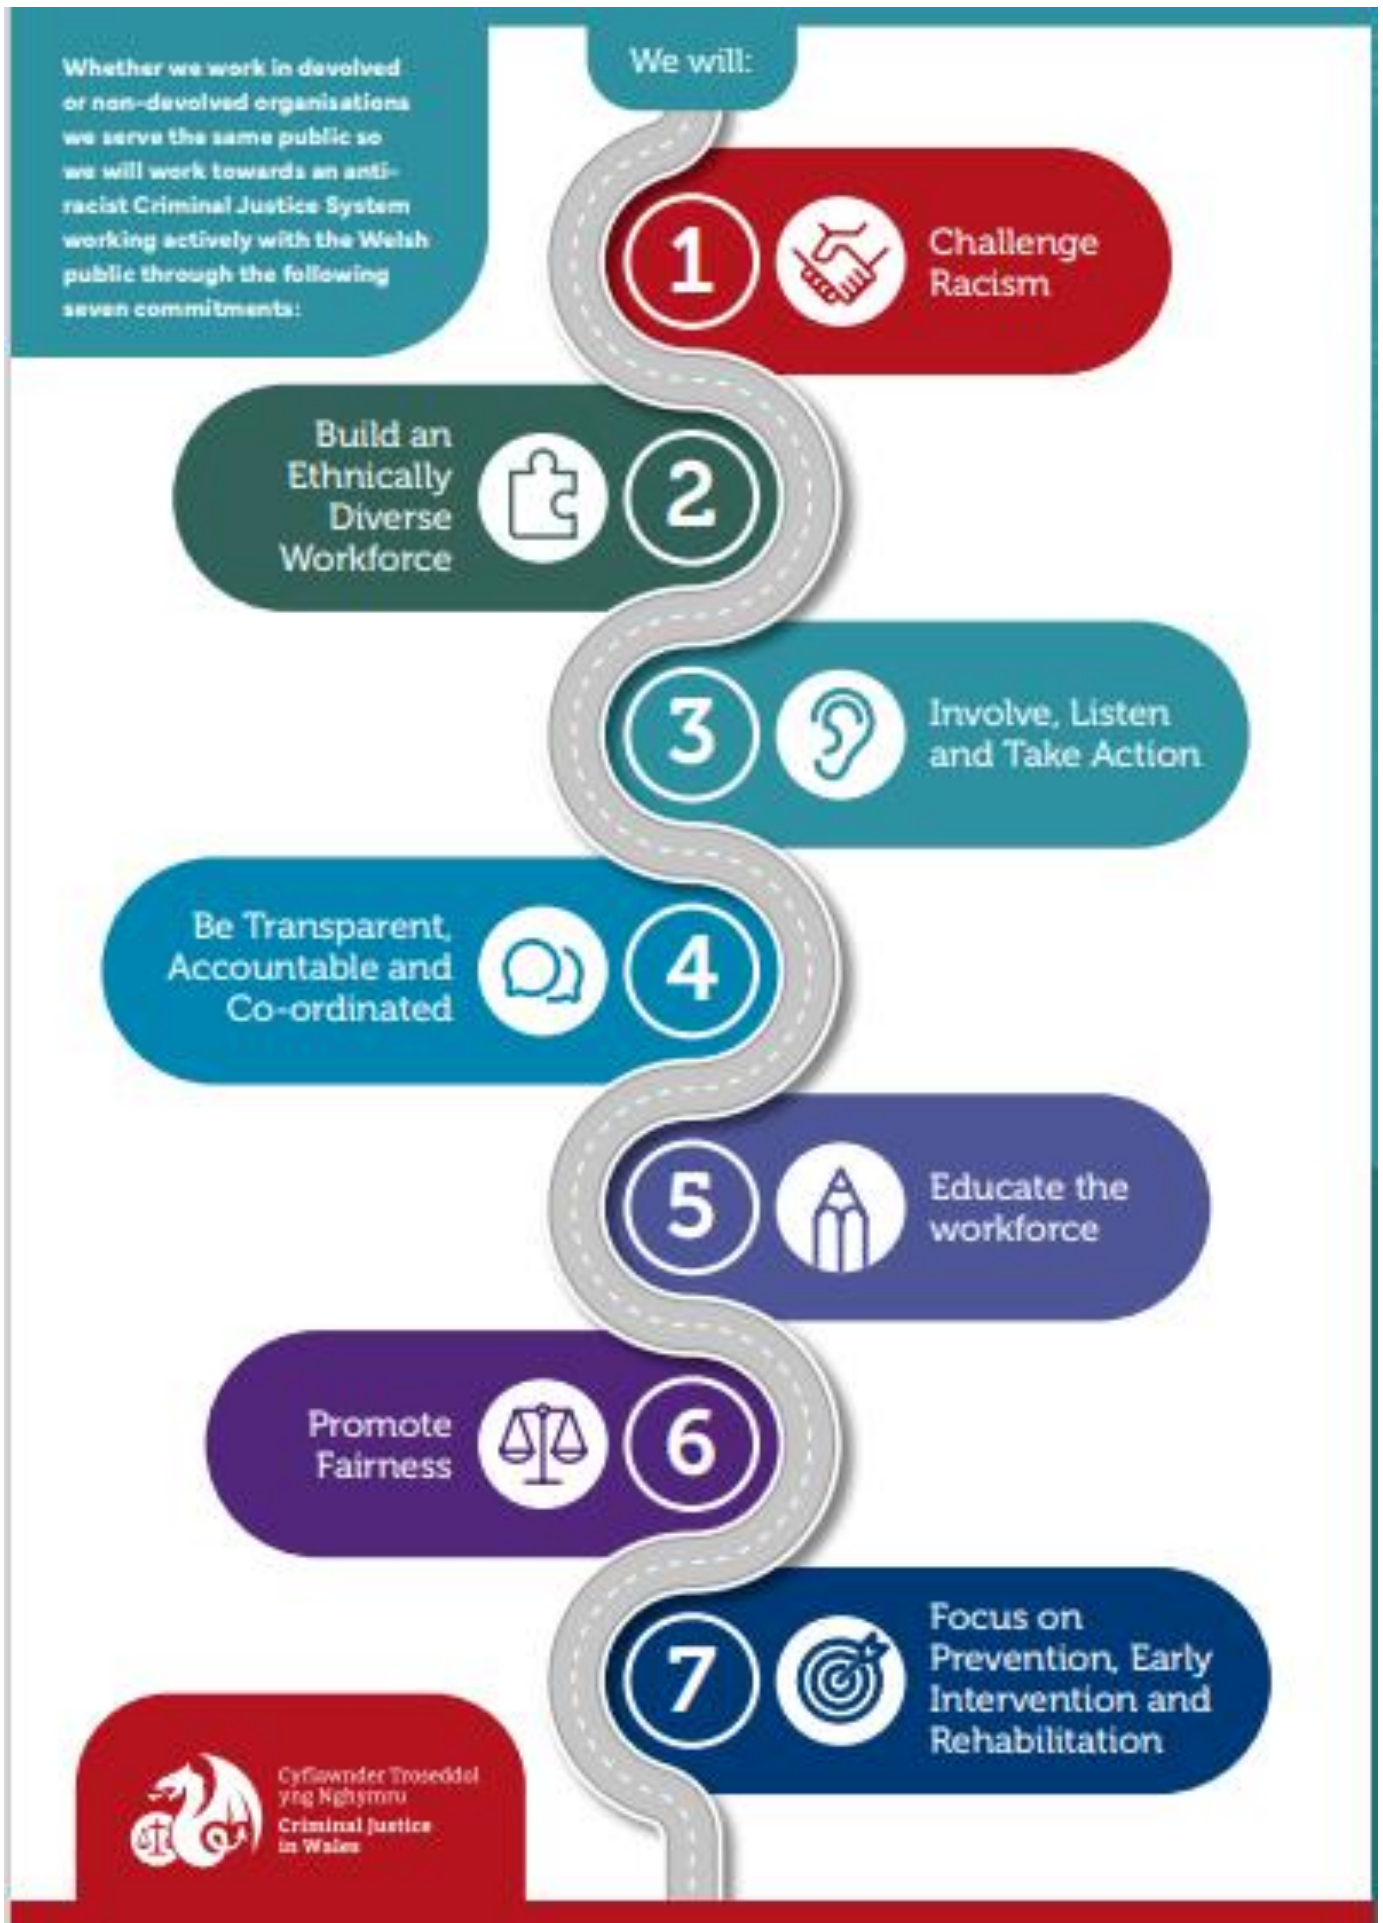 Whether we work in devolved
or non-devolved organisations
we serve the same public so
we will work towards an anti-
racist Criminal Justice System
working actively with the Welsh
public through the following
seven commitments:
We will:
1
Challenge
Racism
Build an
Ethnically
Diverse
Workforce
2
3
Involve, Listen
and Take Action
Be Transparent,
Accountable and
Co-ordinated
4
5
Educate the
workforce
Promote
Fairness
6
7
Focus on
Prevention, Early
Intervention and
Rehabilitation
Cyfiawnder Troseddol
yng Nghymru
Criminal Justice
in Wales